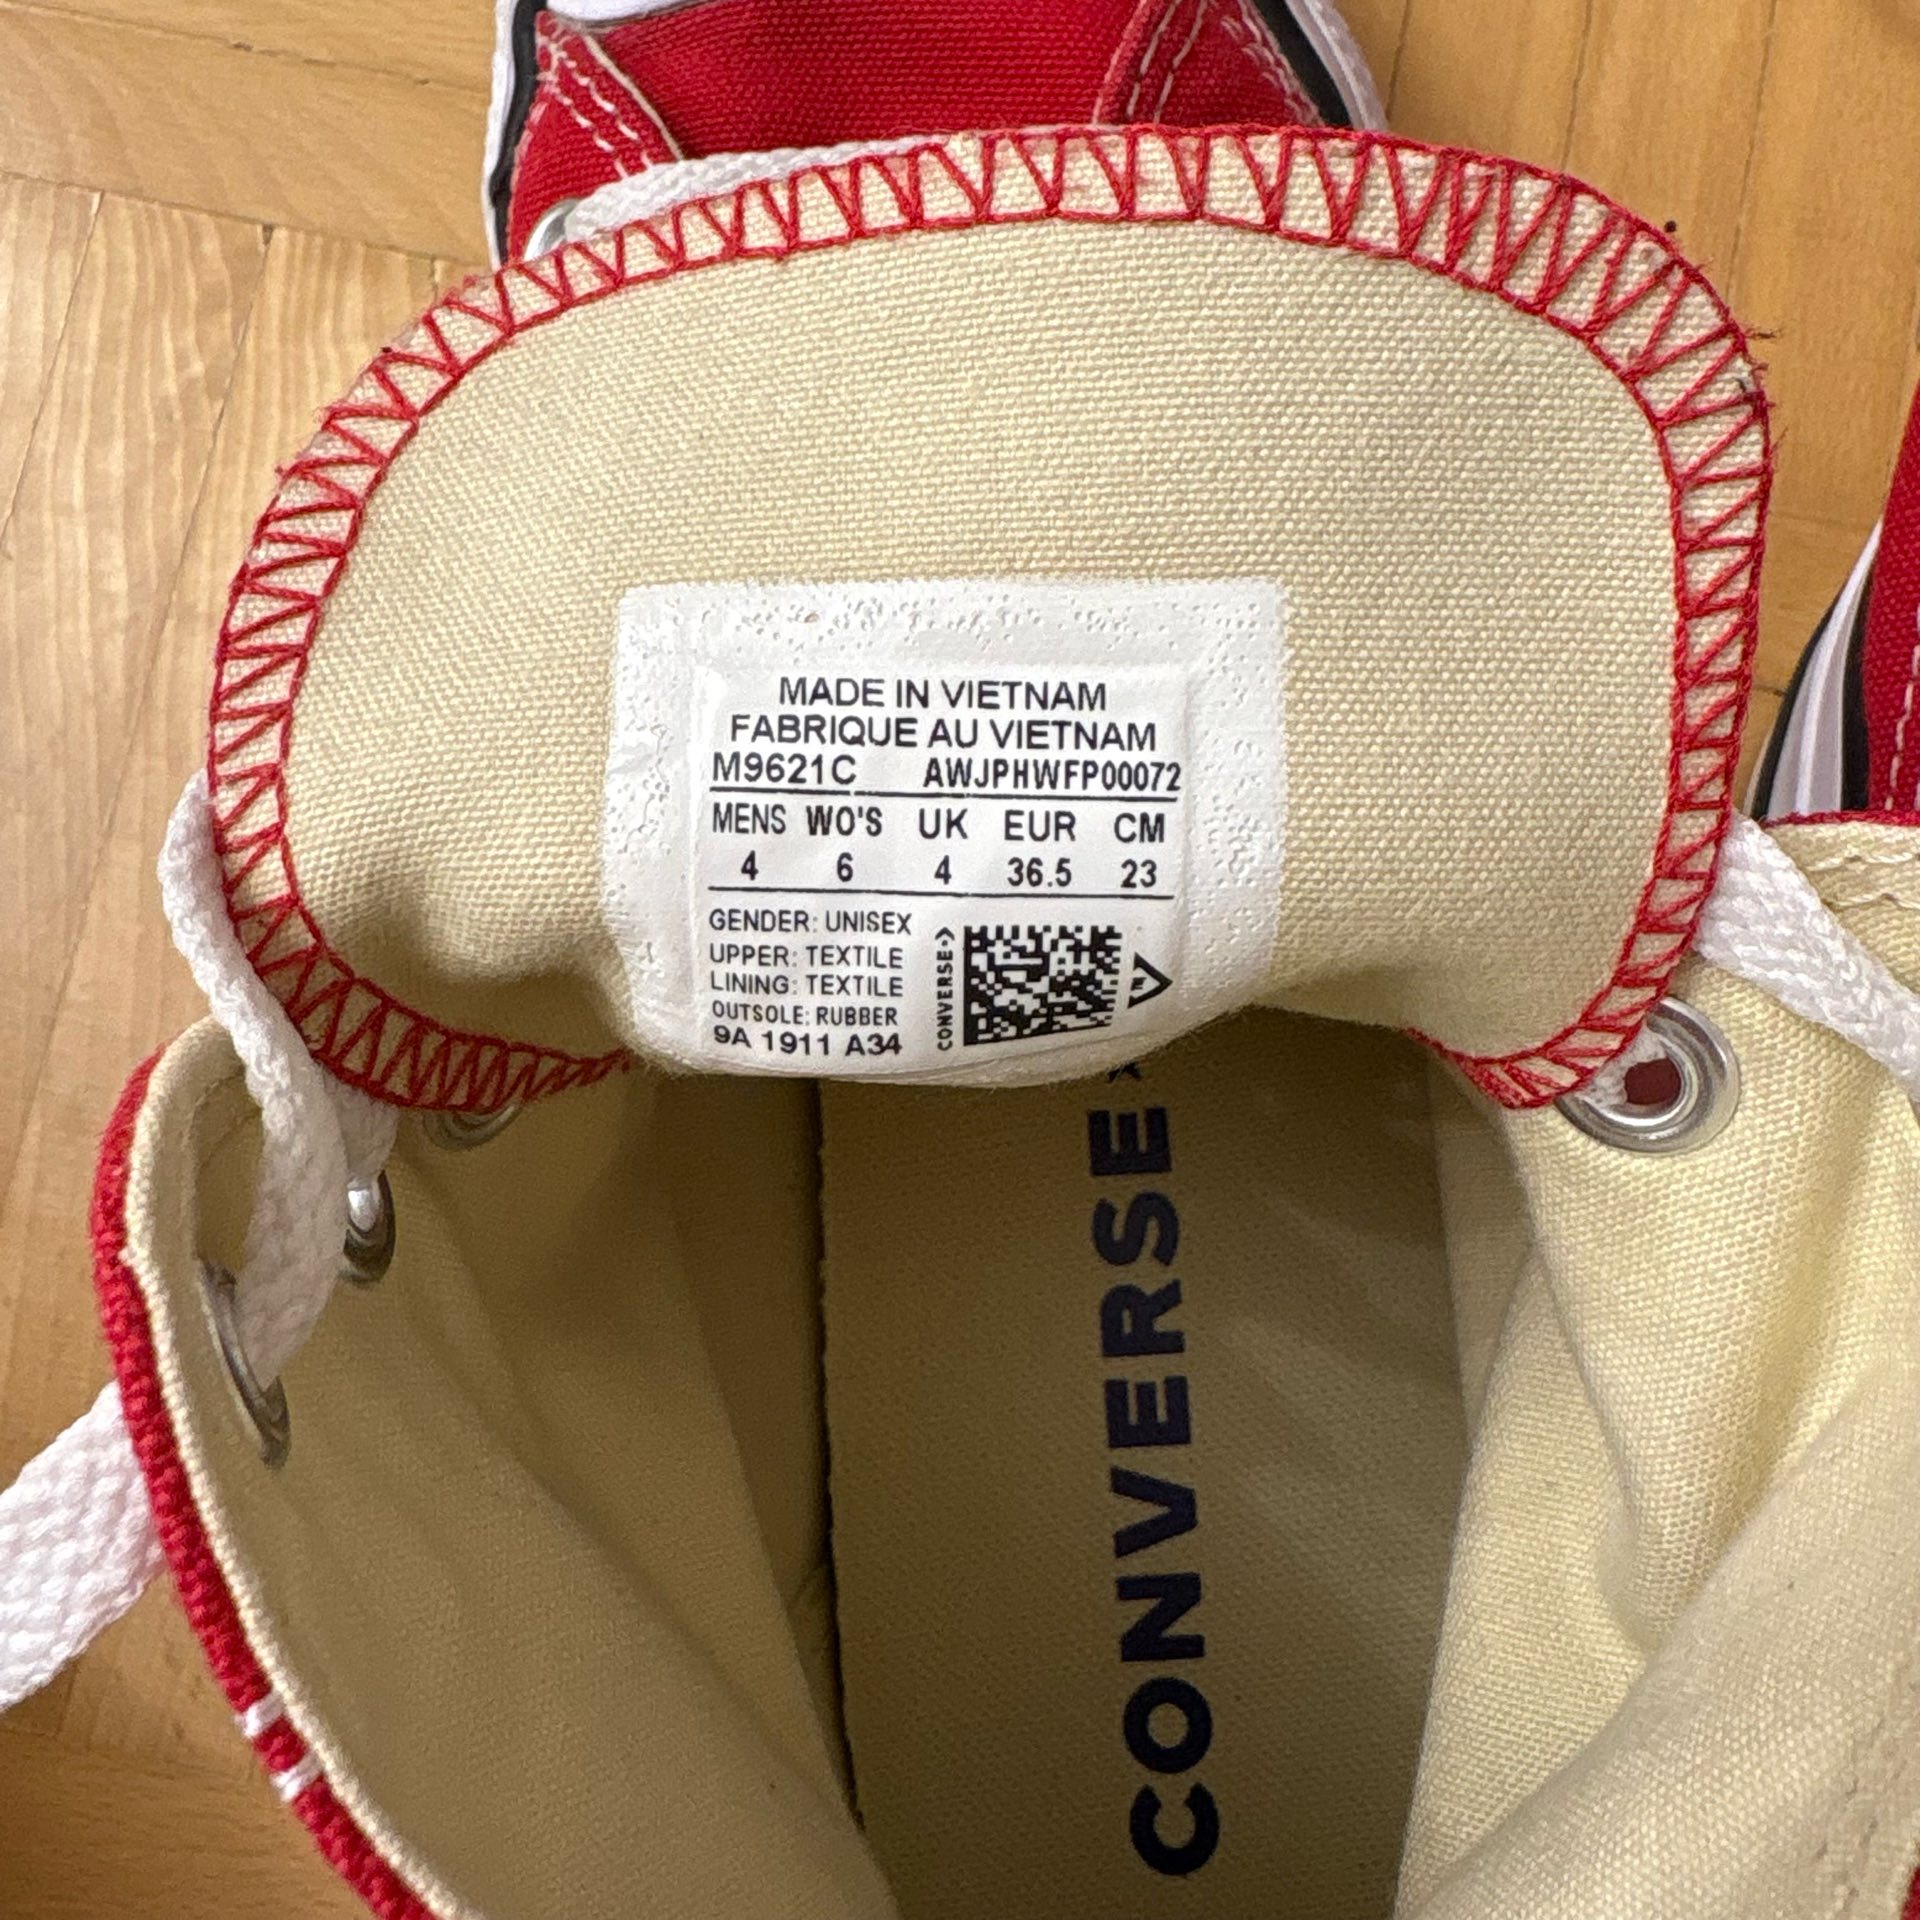 MADE IN VIETNAM
FABRIQUE AU VIETNAM
M9621C AWJPHWFP00072
MENS WO'S UK EUR CM
4 6 4 36.5 23
GENDER: UNISEX
UPPER: TEXTILE
LINING: TEXTILE
OUTSOLE: RUBBER
9A 1911 A34
CONVERSE
CONVERSE